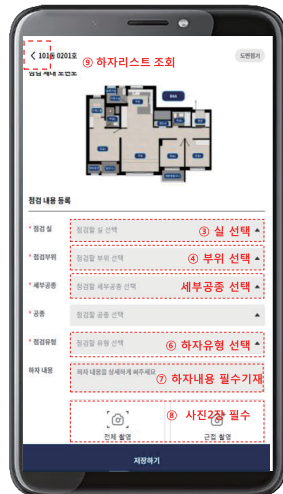 101동 0201호
⑨ 하자리스트 조회
도면점기
점검 세대 도면도
점검 내용 등록
* 점검 실
점검할 실 선택
③ 실 선택
* 점검부위
점검할 부위 선택
④ 부위 선택
* 세부공종
점검할 세부공종 선택
세부공종 선택
* 공종
점검할 공종 선택
* 점검유형
점검할 유형 선택
⑥ 하자유형 선택
하자 내용
하자 내용을 상세하게 써주세요
⑦ 하자내용 필수기재
⑧ 사진2장 필수
전체 촬영
근접 촬영
저장하기